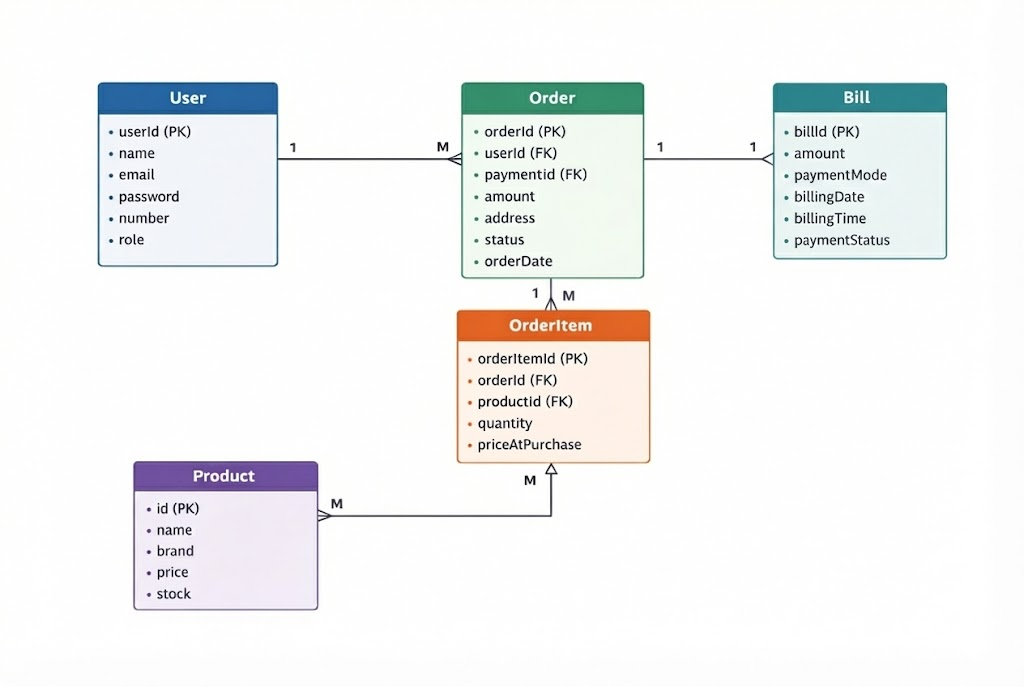 User
• userId (PK)
• name
• email
• password
• number
• role
1
M
Order
• orderId (PK)
• userId (FK)
• paymentid (FK)
• amount
• address
• status
• orderDate
1
1
Bill
• billId (PK)
• amount
• paymentMode
• billingDate
• billingTime
• paymentStatus
1
M
OrderItem
• orderItemId (PK)
• orderId (FK)
• productid (FK)
• quantity
• priceAtPurchase
M
M
Product
• id (PK)
• name
• brand
• price
• stock